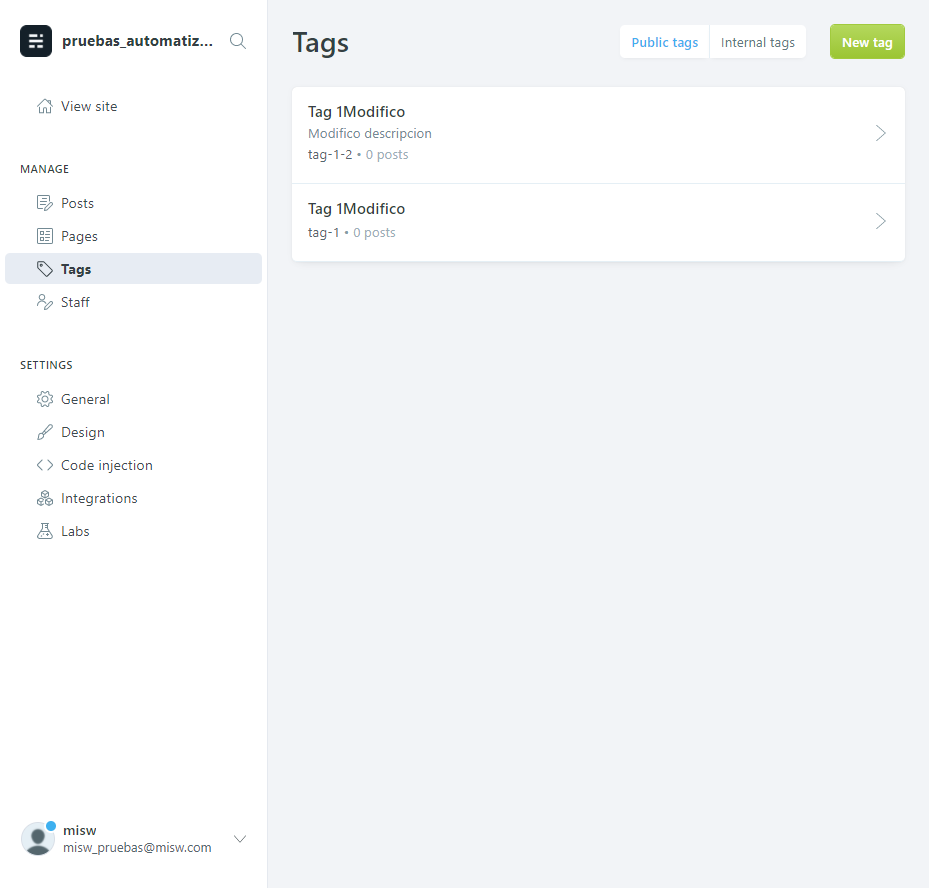 pruebas_automatiz...
View site
MANAGE
Posts
Pages
Tags
Staff
SETTINGS
General
Design
Code injection
Integrations
Labs
misw
misw_pruebas@misw.com
Tags
Public tags
Internal tags
New tag
Tag 1Modifico
Modifico descripcion
tag-1-2 • 0 posts
Tag 1Modifico
tag-1 • 0 posts